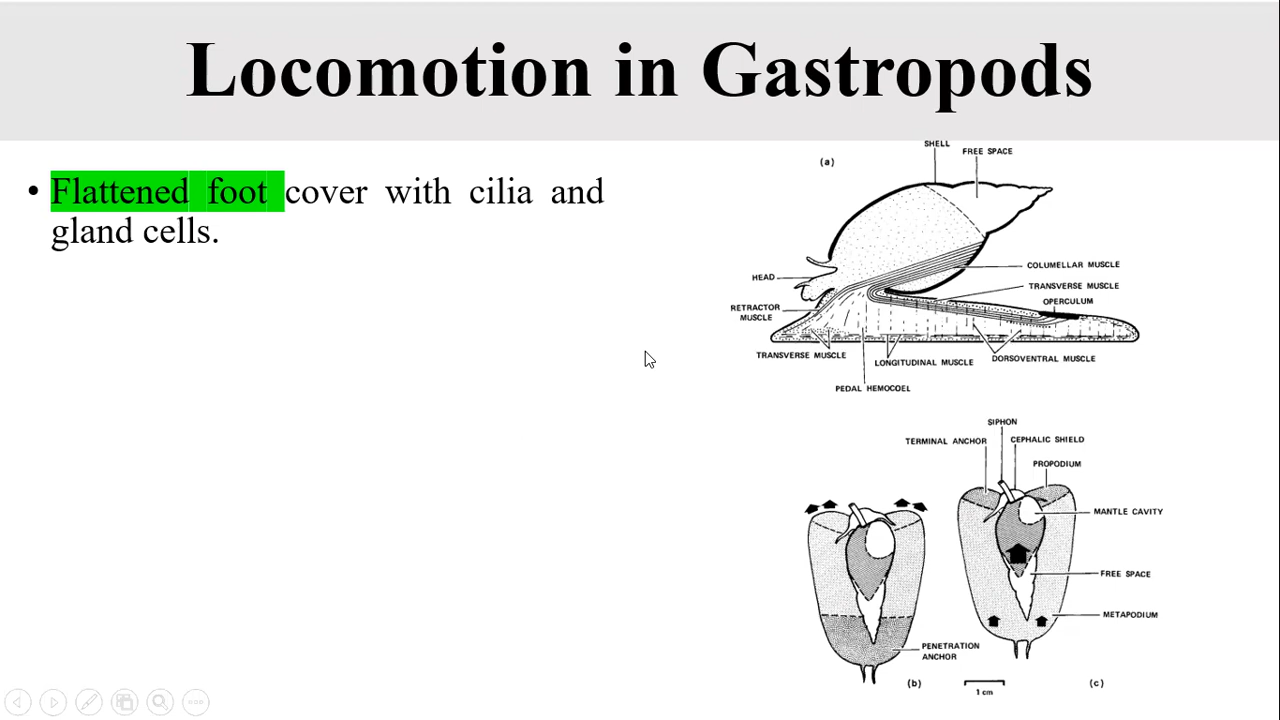 Locomotion in Gastropods
• Flattened foot cover with cilia and
gland cells.
(a)
SHELL
FREE SPACE
HEAD
COLUMELLAR MUSCLE
TRANSVERSE MUSCLE
OPERCULUM
RETRACTOR
MUSCLE
TRANSVERSE MUSCLE
LONGITUDINAL MUSCLE
DORSOVENTRAL MUSCLE
PEDAL HEMOCOEL
SIPHON
TERMINAL ANCHOR
CEPHALIC SHIELD
PROPODIUM
MANTLE CAVITY
FREE SPACE
METAPODIUM
PENETRATION
ANCHOR
(b)
1 cm
(c)